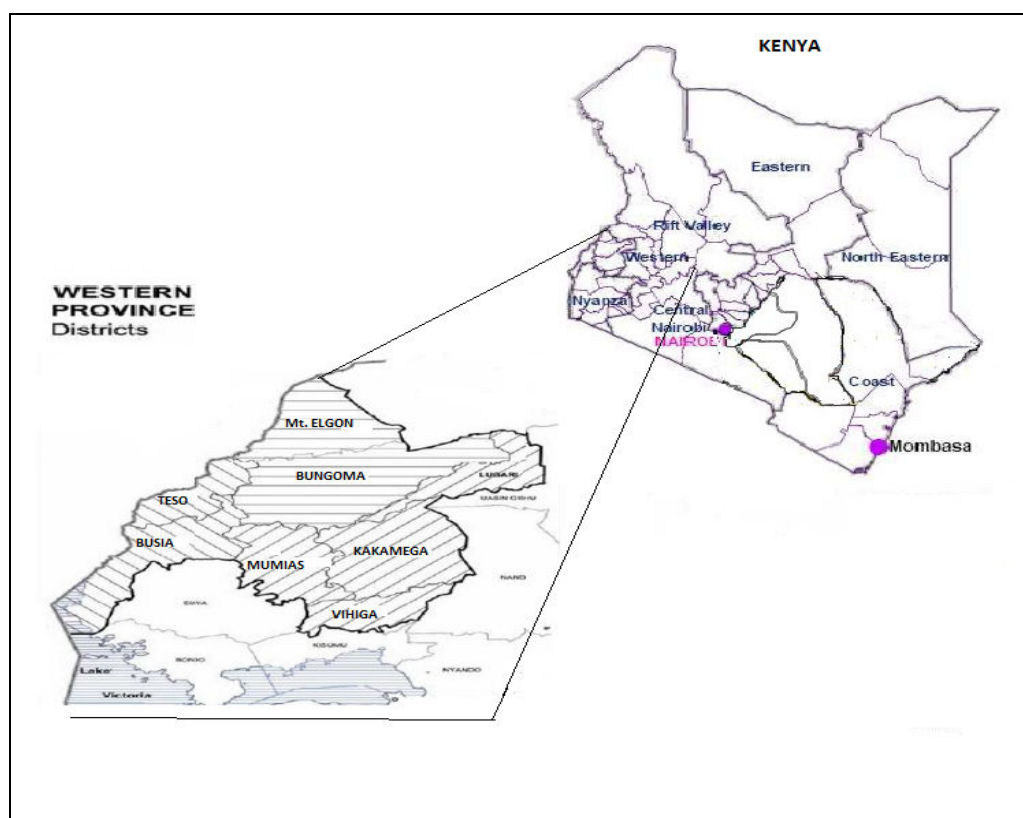 KENYA
Eastern
Rift Valley
Western
North Eastern
Nyanza
Central
Nairobi
Coast
Mombasa
WESTERN
PROVINCE
Districts
Mt. ELGON
BUNGOMA
LUGARI
UASIN GISHU
TESO
BUSIA
KAKAMEGA
MUMIAS
NANDI
SIAYA
VIHIGA
KISUMU
BONDO
NYANDO
Lake
Victoria